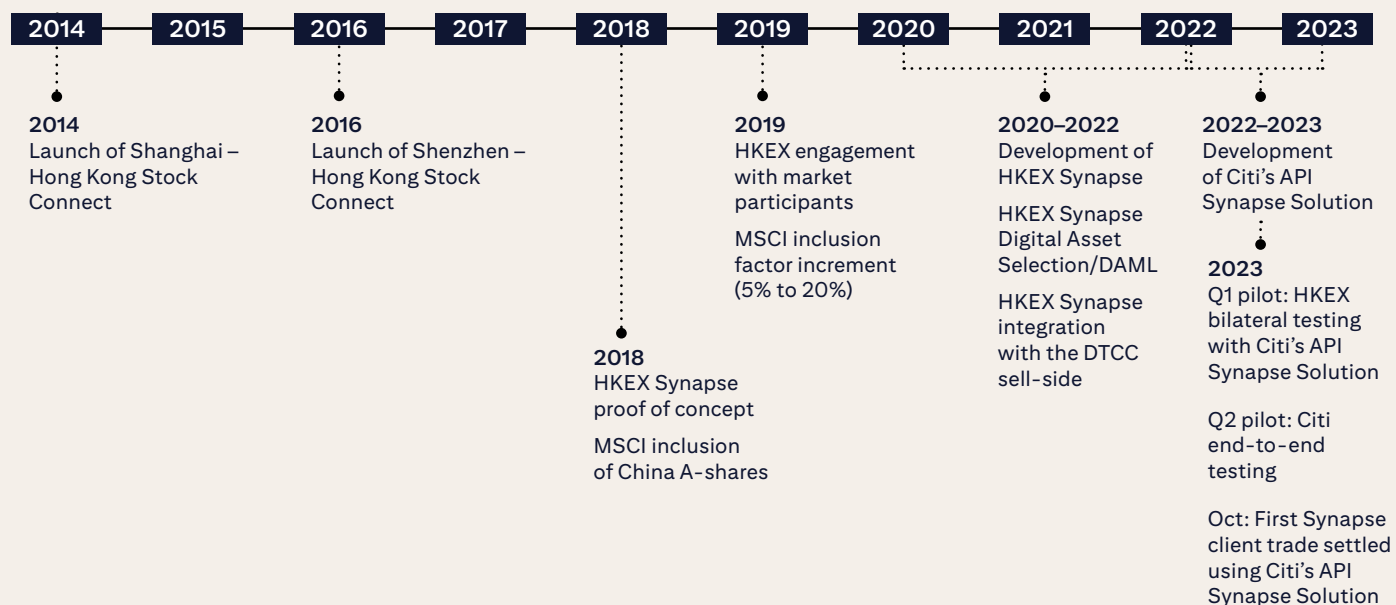 2014 2015 2016 2017 2018 2019 2020 2021 2022 2023
2014
Launch of Shanghai –
Hong Kong Stock
Connect
2016
Launch of Shenzhen –
Hong Kong Stock
Connect
2018
HKEX Synapse
proof of concept
MSCI inclusion
of China A-shares
2019
HKEX engagement
with market
participants
MSCI inclusion
factor increment
(5% to 20%)
2020–2022
Development of
HKEX Synapse
HKEX Synapse
Digital Asset
Selection/DAML
HKEX Synapse
integration
with the DTCC
sell-side
2022–2023
Development
of Citi’s API
Synapse Solution
2023
Q1 pilot: HKEX
bilateral testing
with Citi’s API
Synapse Solution
Q2 pilot: Citi
end-to-end
testing
Oct: First Synapse
client trade settled
using Citi’s API
Synapse Solution